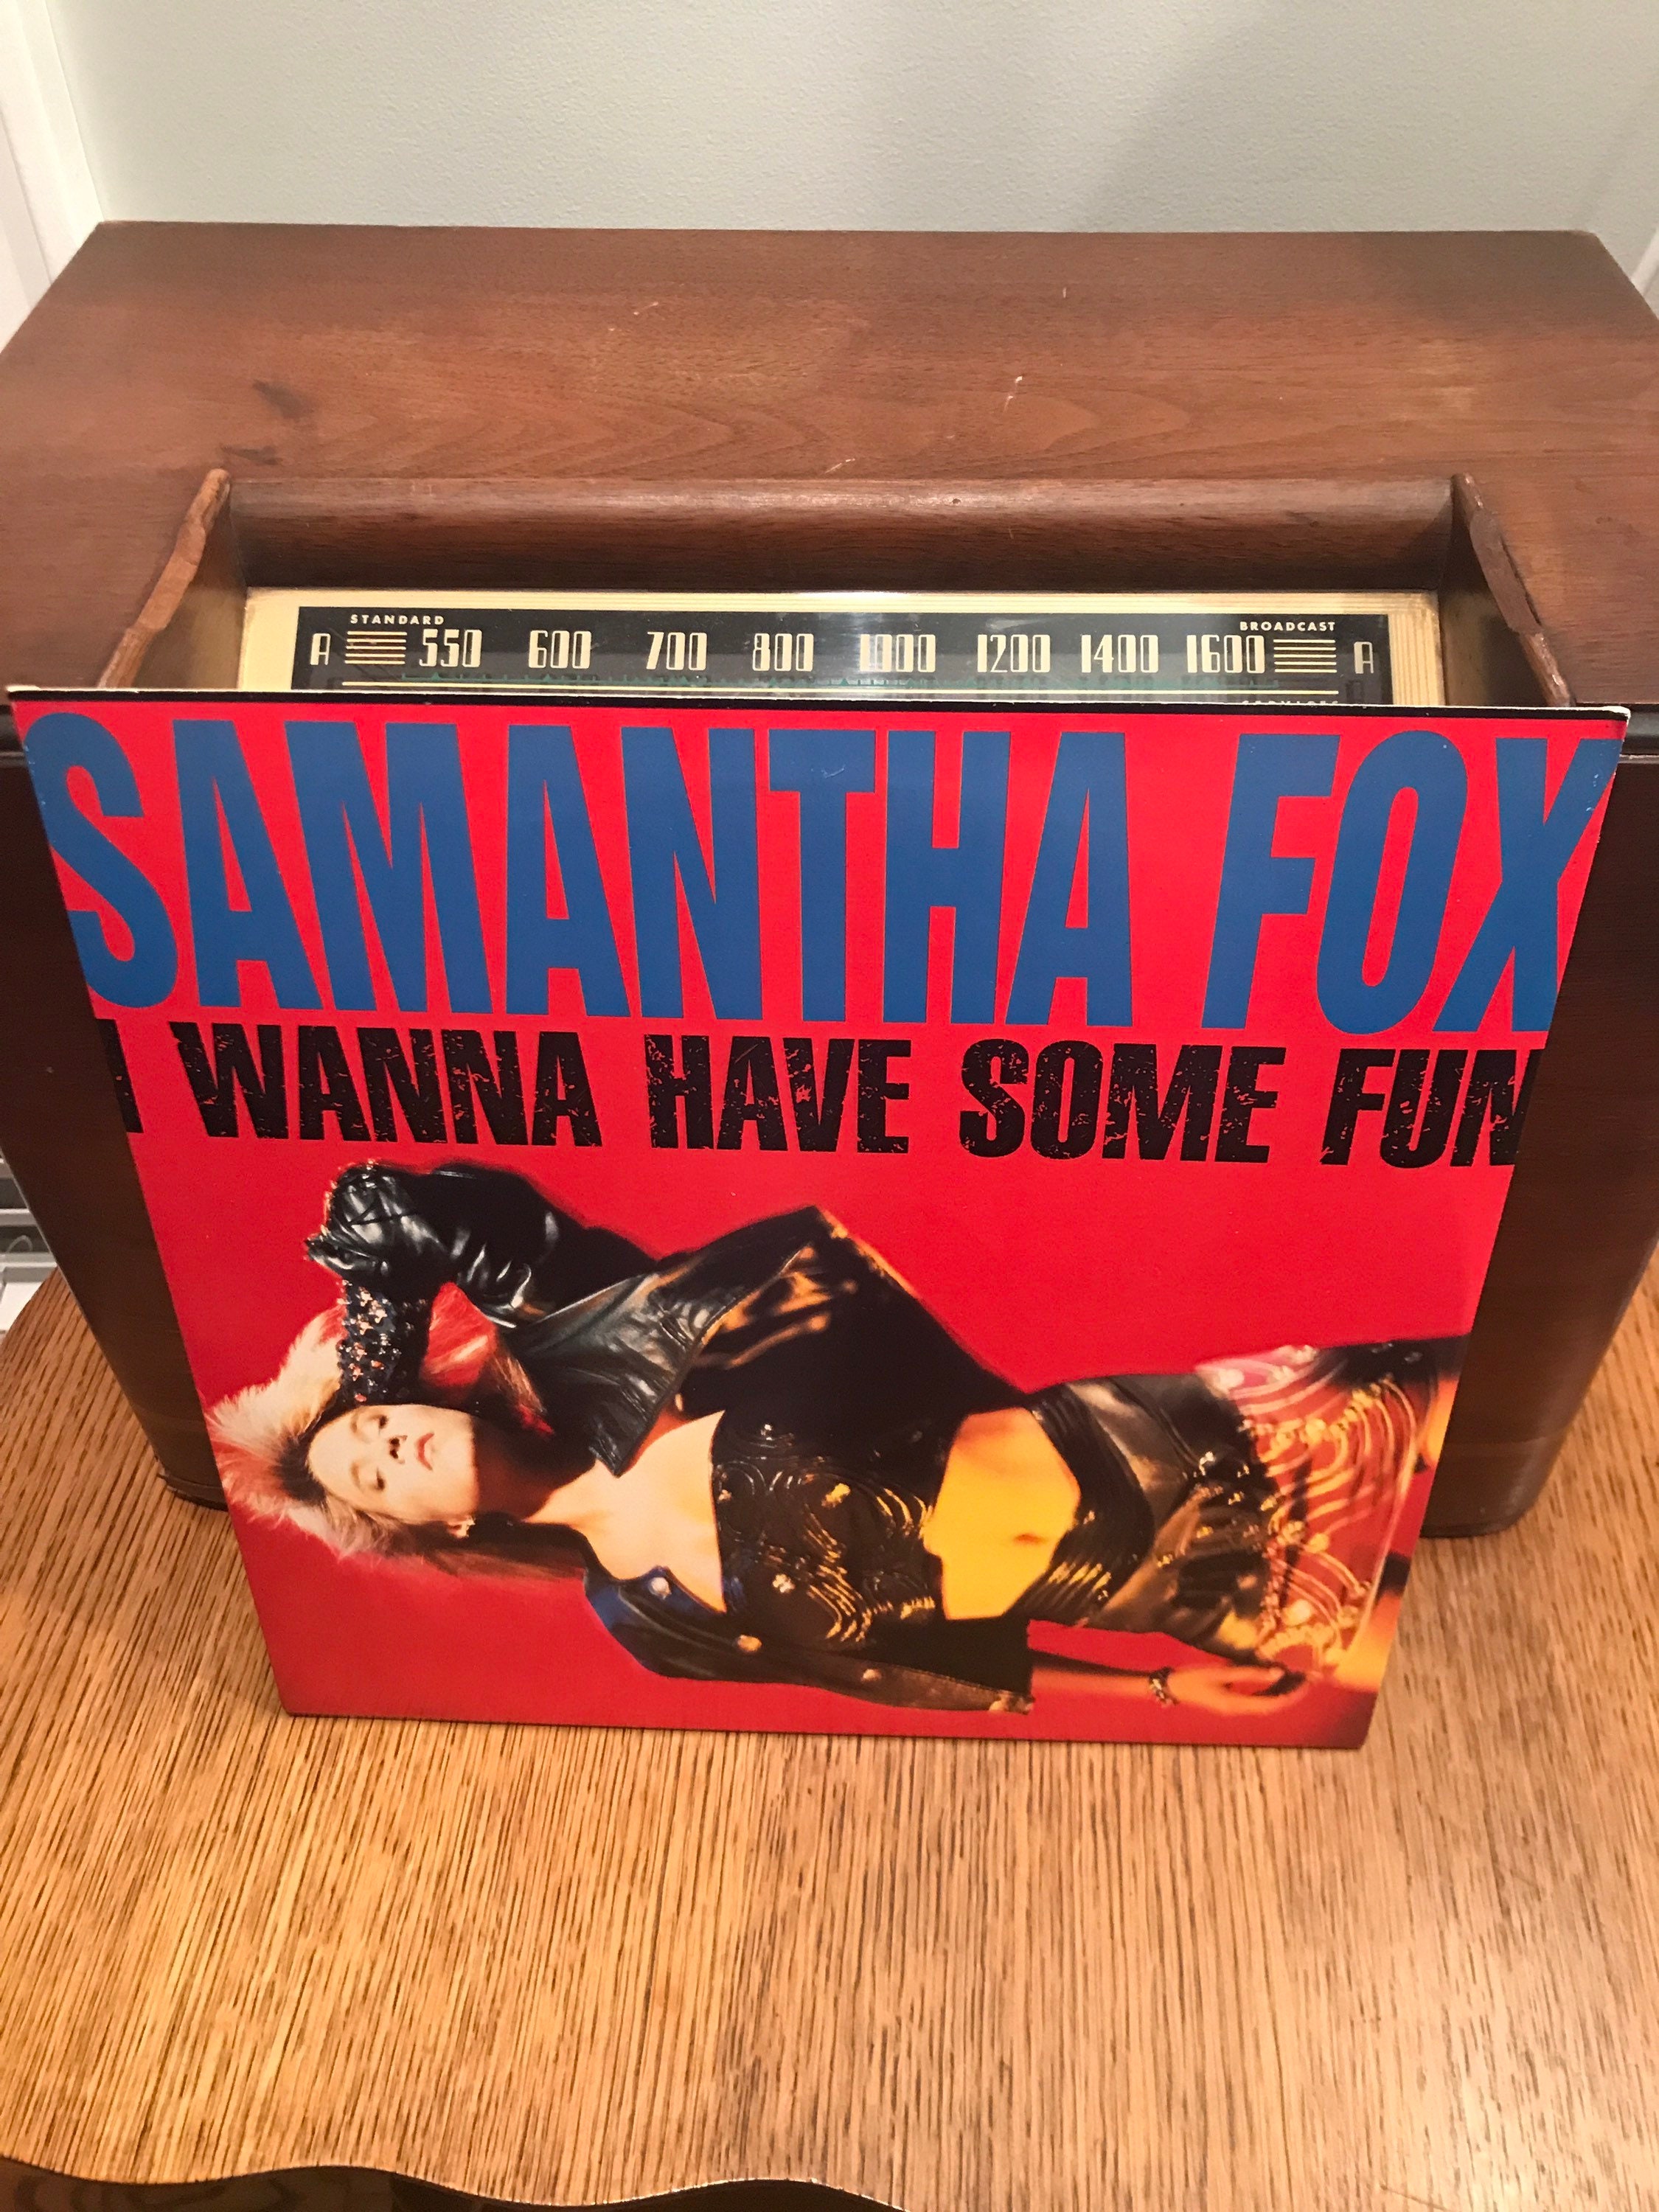 STANDARD BROADCAST
A 550 600 700 800 1000 1200 1400 1600 A
SAMANTHA FOX
I WANNA HAVE SOME FUN